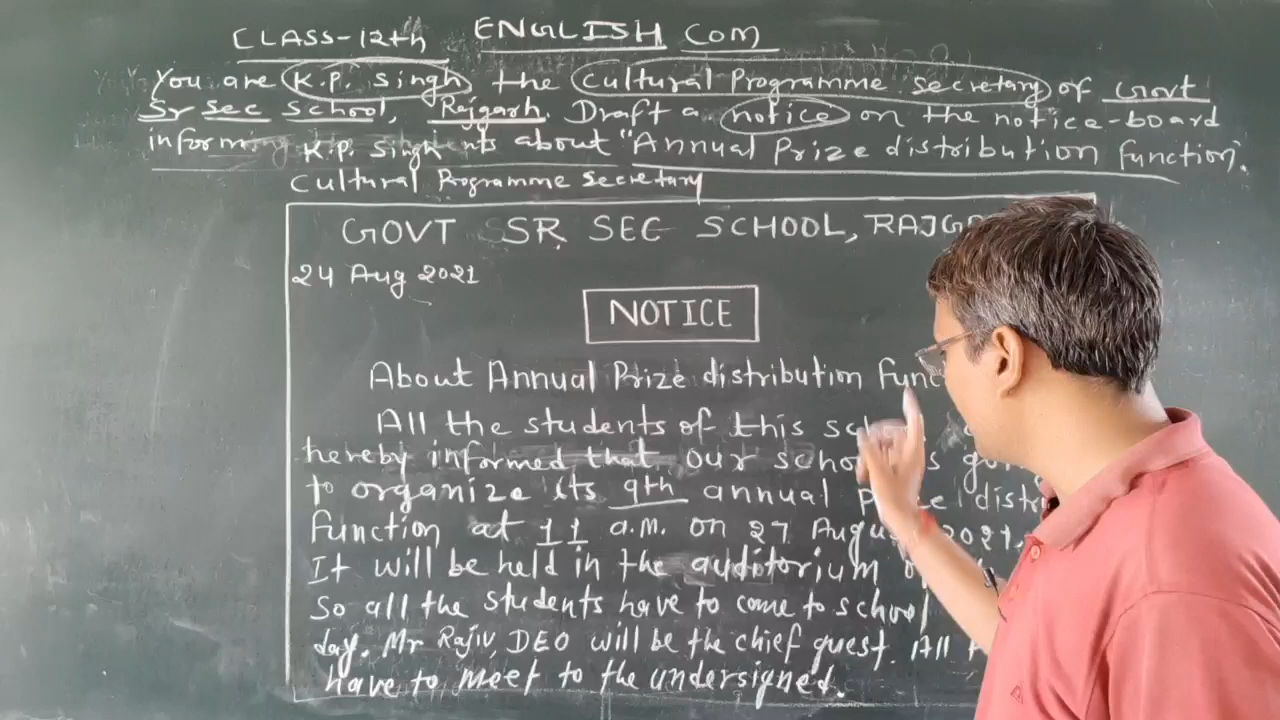 CLASS-12th ENGLISH COM
You are K.P. Singh the Cultural Programme secretary of Govt
Sr Sec School, Rajgarh. Draft a notice on the notice-board
informing about "Annual Prize distribution function".
K.P. Singh
Cultural Programme Secretary
GOVT SR SEC SCHOOL,
24 Aug 2021
NOTICE
About Annual Prize distribution
All the students of this
hereby informed that our
to organize its 9th annual
function at 11 a.m. on 27 2021.
It will be held in the auditorium
So all the students have to come to school
day. Mr Rajiv, DEO will be the chief guest. All
have to meet to the undersigned.